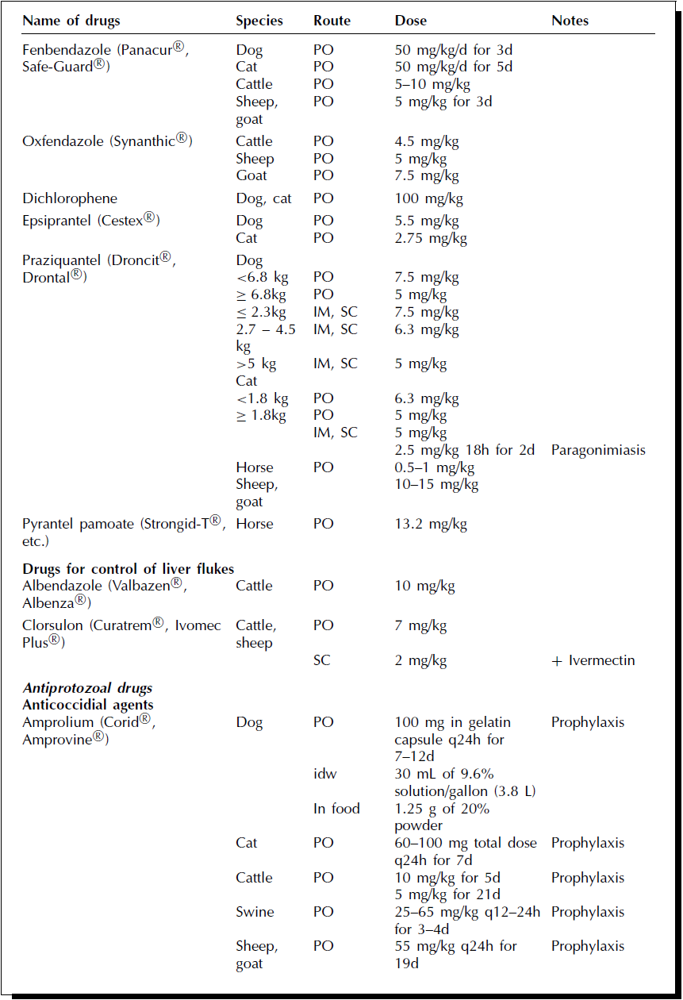 Name of drugs Species Route Dose Notes
Fenbendazole (Panacur®, Dog PO 50 mg/kg/d for 3d
Safe-Guard®) Cat PO 50 mg/kg/d for 5d
Cattle PO 5–10 mg/kg
Sheep, PO 5 mg/kg for 3d
goat
Oxfendazole (Synanthic®) Cattle PO 4.5 mg/kg
Sheep PO 5 mg/kg
Goat PO 7.5 mg/kg
Dichlorophene Dog, cat PO 100 mg/kg
Epsiprantel (Cestex®) Dog PO 5.5 mg/kg
Cat PO 2.75 mg/kg
Praziquantel (Droncit®, Dog
Drontal®) <6.8 kg PO 7.5 mg/kg
≥ 6.8kg PO 5 mg/kg
≤ 2.3kg IM, SC 7.5 mg/kg
2.7 – 4.5 IM, SC 6.3 mg/kg
kg
>5 kg IM, SC 5 mg/kg
Cat
<1.8 kg PO 6.3 mg/kg
≥ 1.8kg PO 5 mg/kg
IM, SC 5 mg/kg
2.5 mg/kg 18h for 2d Paragonimiasis
Horse PO 0.5–1 mg/kg
Sheep, 10–15 mg/kg
goat
Pyrantel pamoate (Strongid-T®, Horse PO 13.2 mg/kg
etc.)
Drugs for control of liver flukes
Albendazole (Valbazen®, Cattle PO 10 mg/kg
Albenza®)
Clorsulon (Curatrem®, Ivomec Cattle, PO 7 mg/kg
Plus®) sheep
SC 2 mg/kg + Ivermectin
Antiprotozoal drugs
Anticoccidial agents
Amprolium (Corid®, Dog PO 100 mg in gelatin Prophylaxis
Amprovine®) capsule q24h for
7–12d
idw 30 mL of 9.6%
solution/gallon (3.8 L)
In food 1.25 g of 20%
powder
Cat PO 60–100 mg total dose Prophylaxis
q24h for 7d
Cattle PO 10 mg/kg for 5d Prophylaxis
5 mg/kg for 21d
Swine PO 25–65 mg/kg q12–24h Prophylaxis
for 3–4d
Sheep, PO 55 mg/kg q24h for Prophylaxis
goat 19d